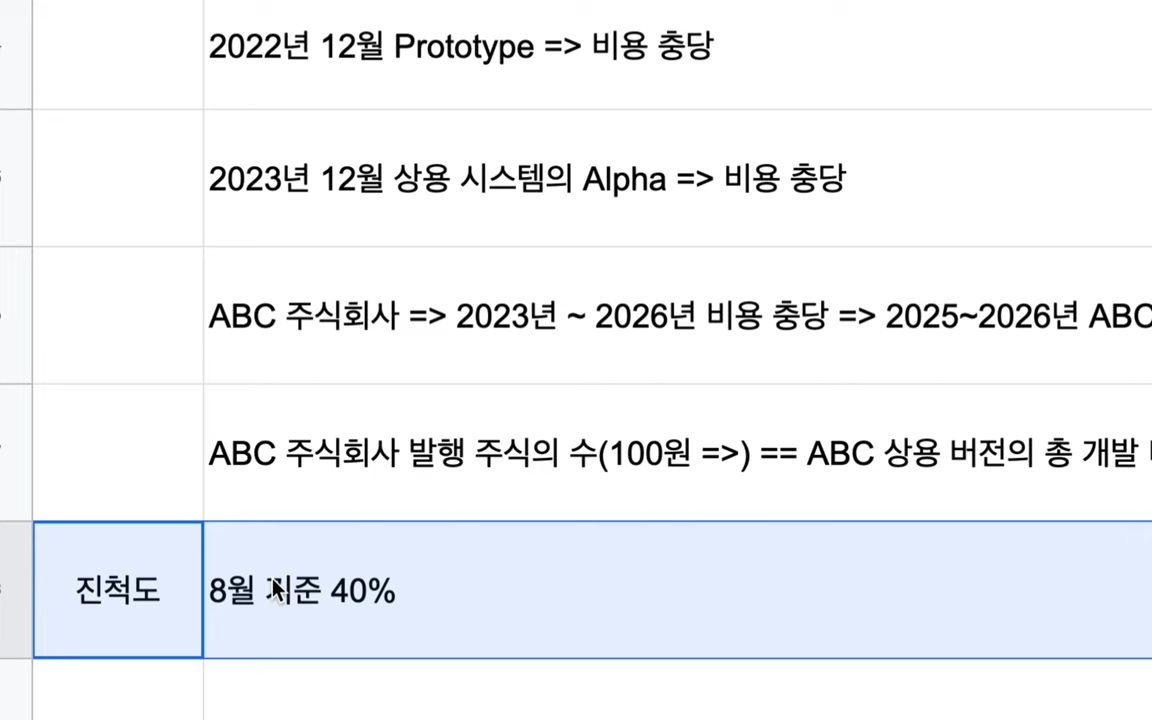 2022년 12월 Prototype => 비용 충당
2023년 12월 상용 시스템의 Alpha => 비용 충당
ABC 주식회사 => 2023년 ~ 2026년 비용 충당 => 2025~2026년 ABC
ABC 주식회사 발행 주식의 수(100원 =>) == ABC 상용 버전의 총 개발
진척도 8월 기준 40%